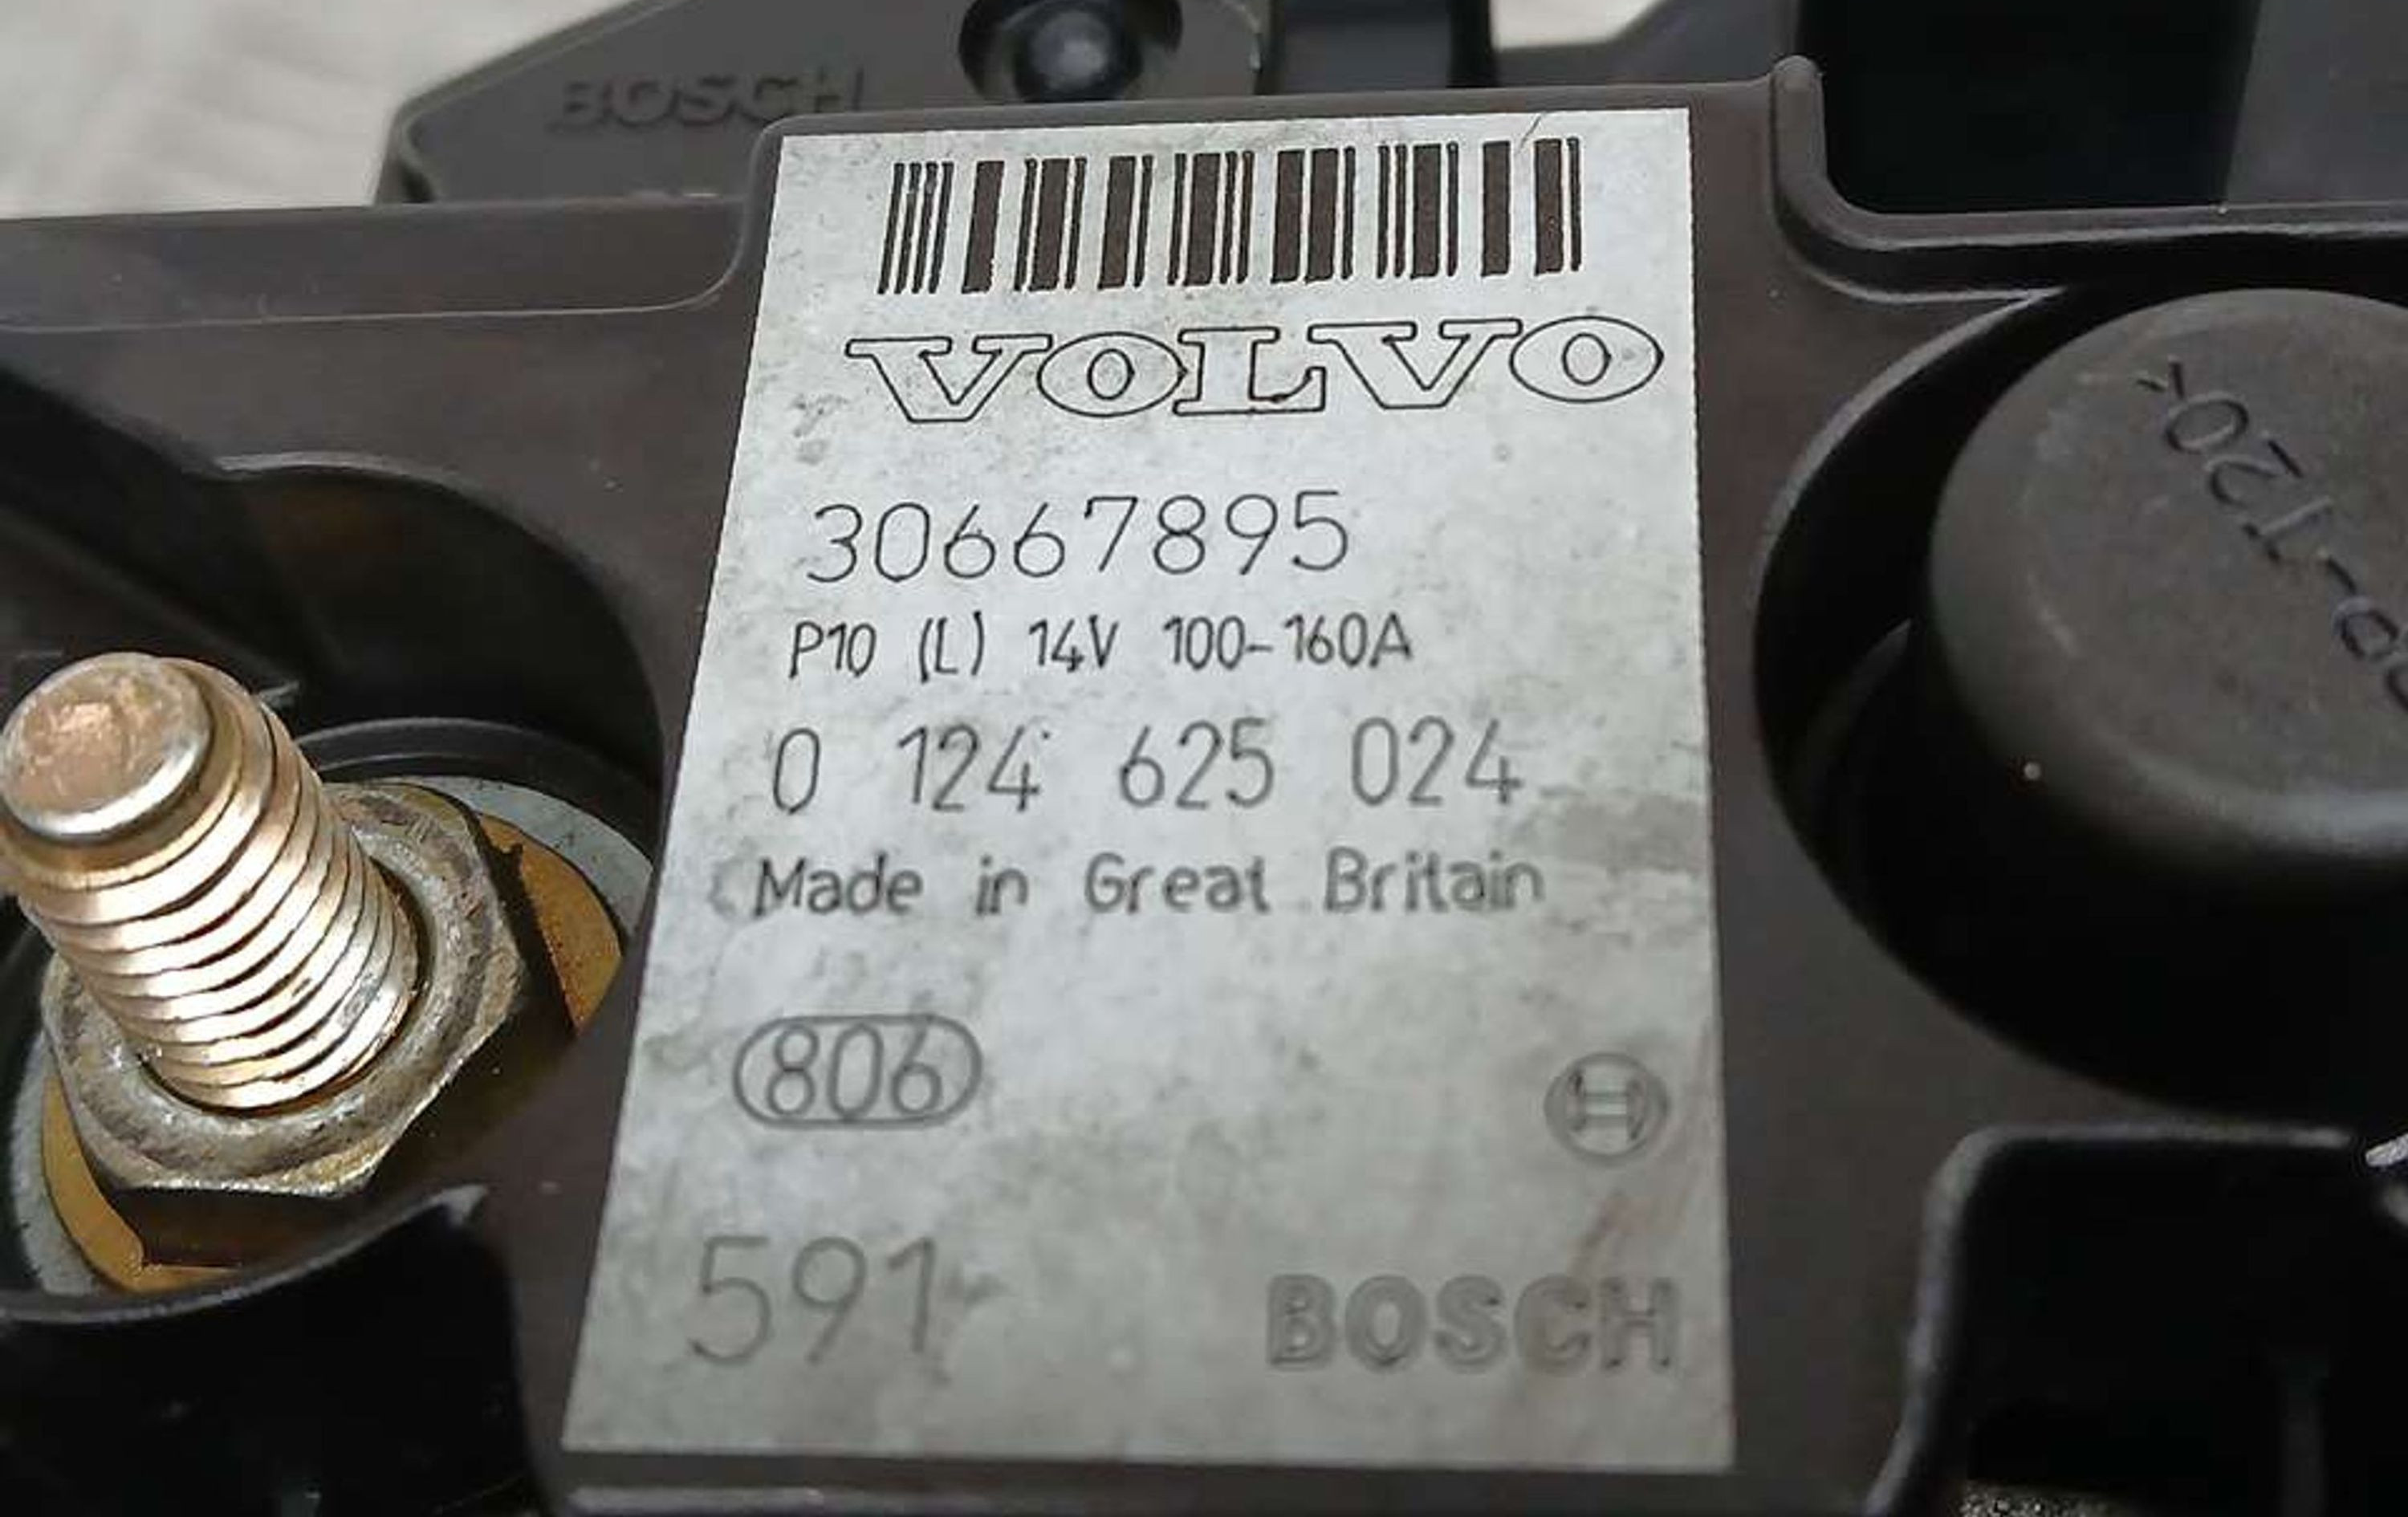 BOSCH
VOLVO
30667895
P10 (L) 14V 100-160A
0 124 625 024
Made in Great Britain
806
591
BOSCH